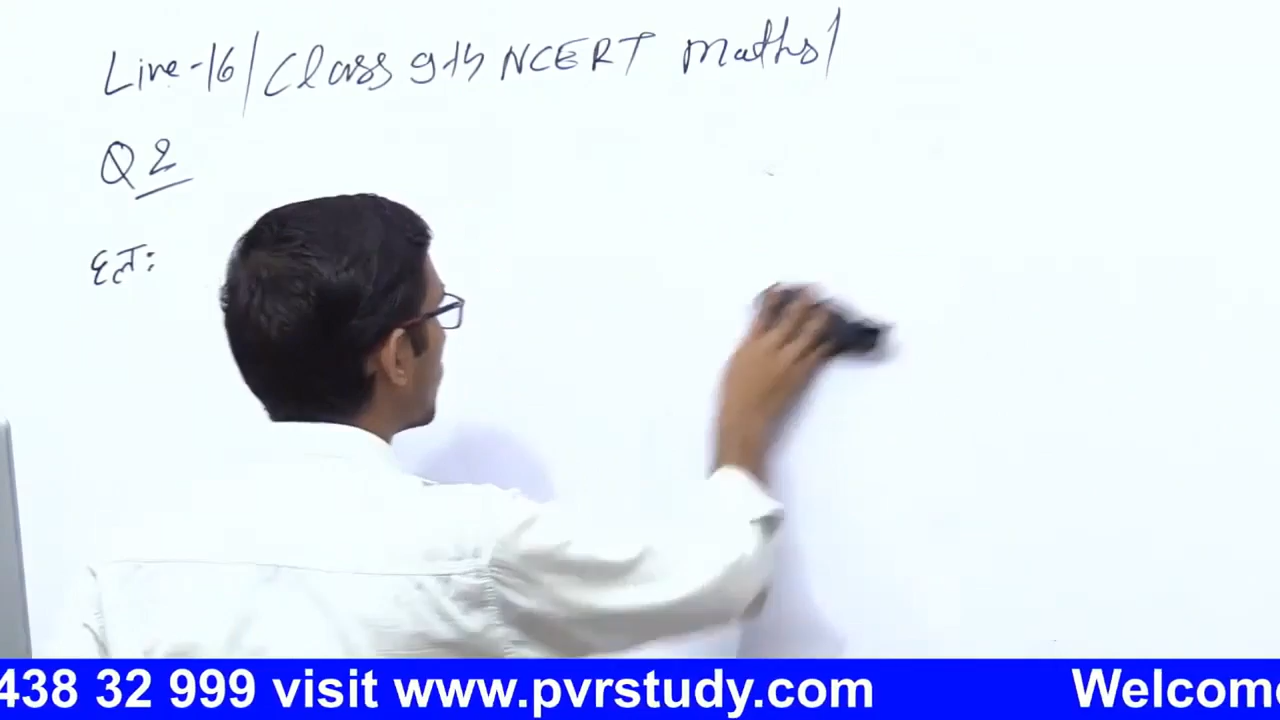 Live-16/Class 9th NCERT Maths/
Q 2
हल:
438 32 999 visit www.pvrstudy.com Welcome